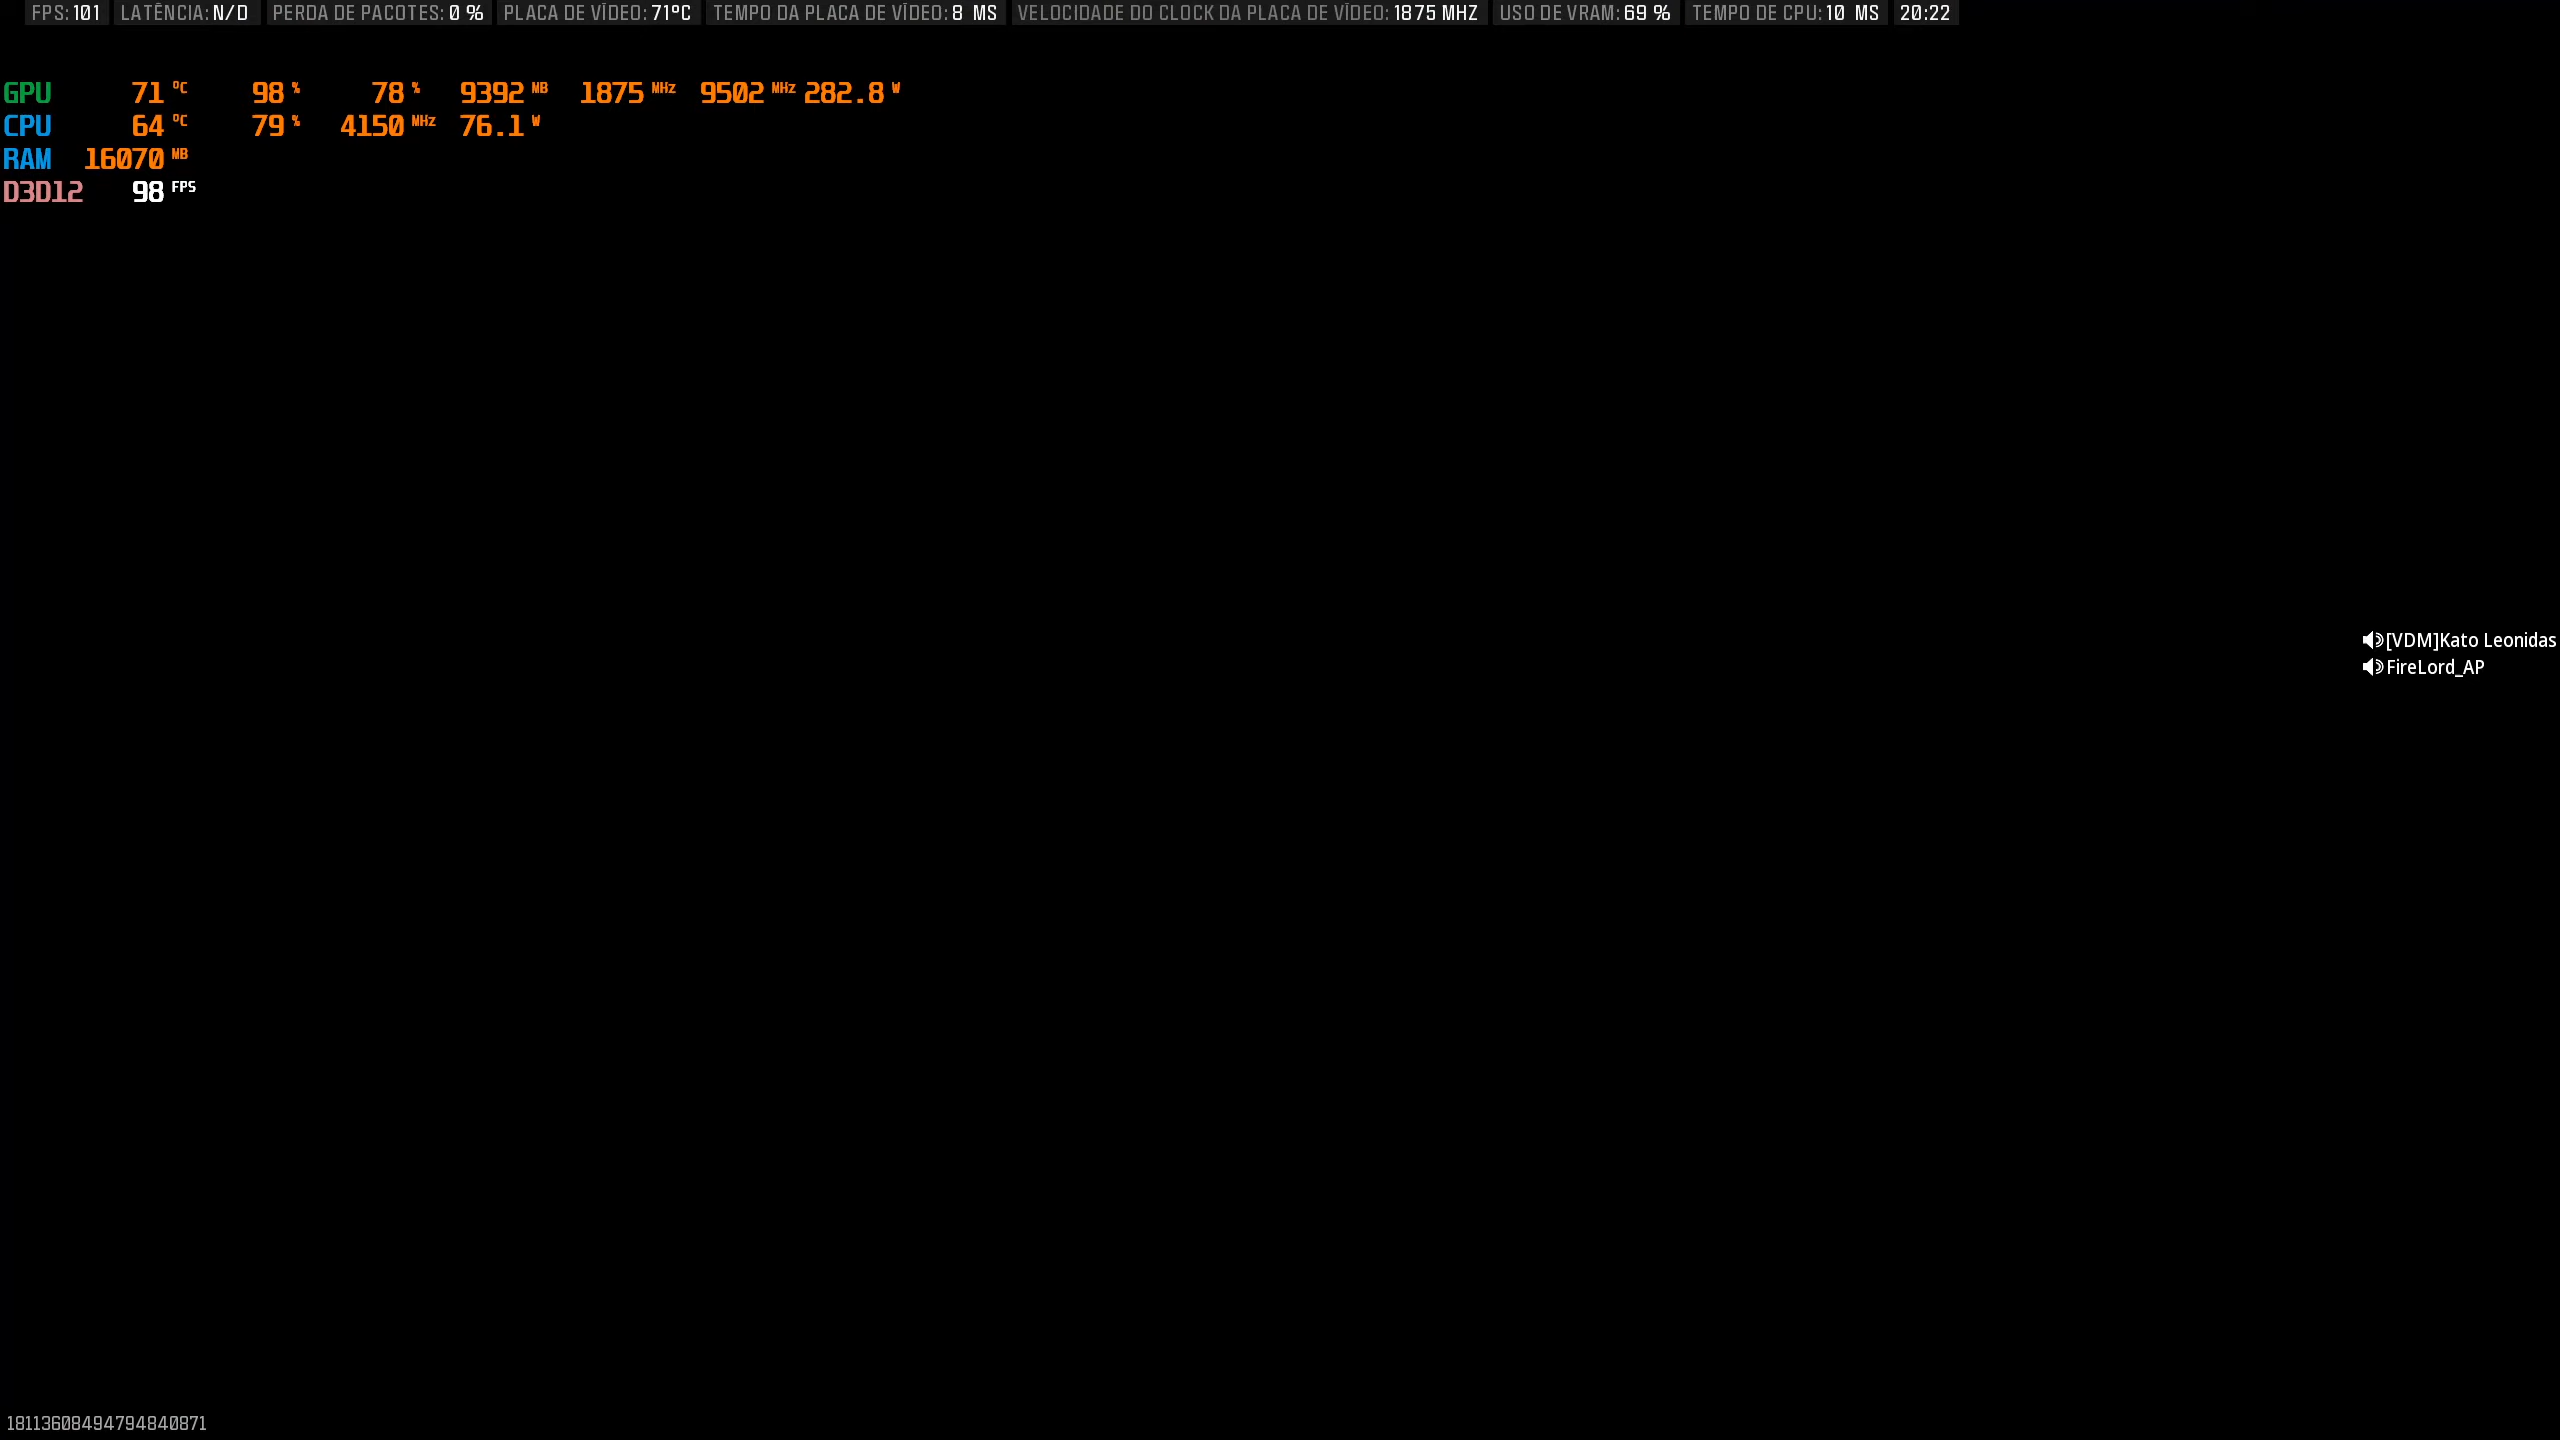 FPS: 101 LATÊNCIA: N/D PERDA DE PACOTES: 0 % PLACA DE VÍDEO: 71°C TEMPO DA PLACA DE VÍDEO: 8 MS VELOCIDADE DO CLOCK DA PLACA DE VÍDEO: 1875 MHZ USO DE VRAM: 69 % TEMPO DE CPU: 10 MS 20:22
GPU 71 °C 98 % 78 % 9392 MB 1875 MHz 9502 MHz 282.8 W
CPU 64 °C 79 % 4150 MHz 76.1 W
RAM 16070 MB
D3D12 98 FPS
[VDM]Kato Leonidas
FireLord_AP
18113608494794840871